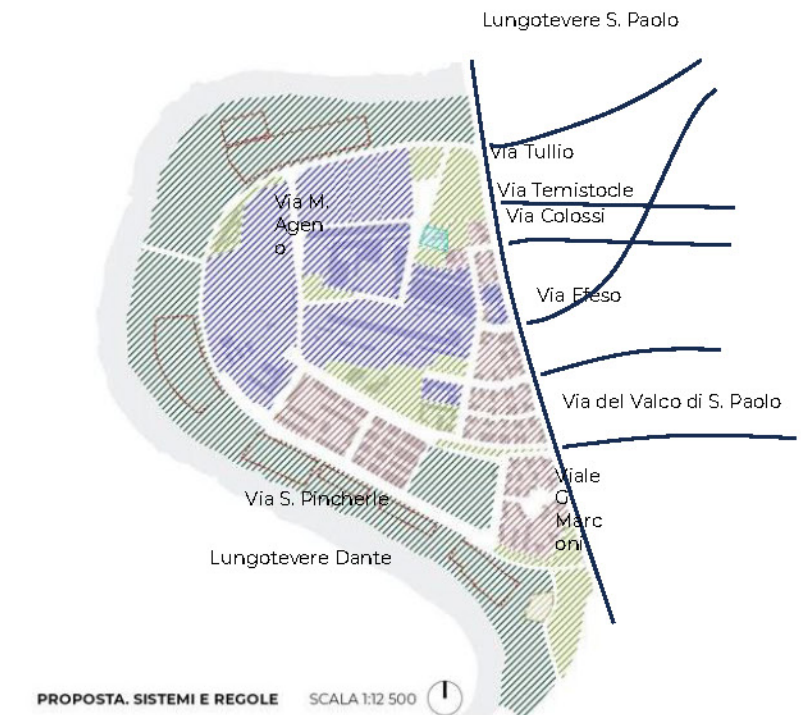 Lungotevere S. Paolo
Via Tullio
Via Temistocle
Via Colossi
Via M.
Agen
o
Via Efeso
Via del Valco di S. Paolo
Viale
G.
Marc
oni
Via S. Pincherle
Lungotevere Dante
PROPOSTA. SISTEMI E REGOLE SCALA 1:12 500